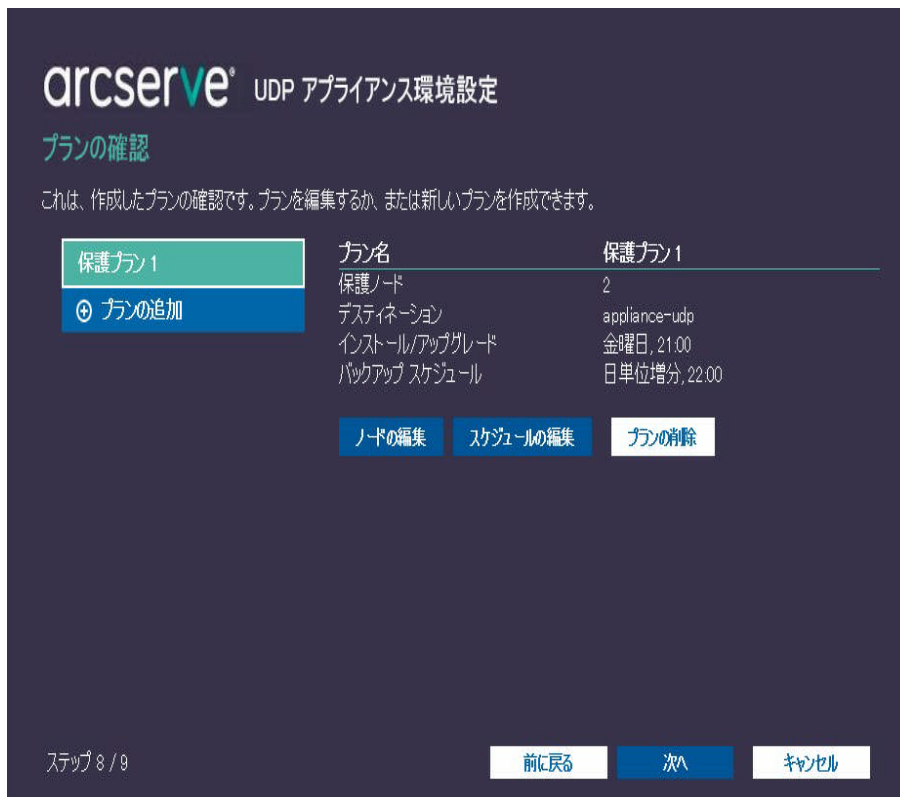 arcserve® UDP アプライアンス環境設定
プランの確認
これは、作成したプランの確認です。プランを編集するか、または新しいプランを作成できます。
保護プラン 1
⊕ プランの追加
プラン名 保護プラン 1
保護ノード 2
デスティネーション appliance-udp
インストール/アップグレード 金曜日, 21:00
バックアップ スケジュール 日単位増分, 22:00
ノードの編集 スケジュールの編集 プランの削除
ステップ 8 / 9 前に戻る 次へ キャンセル